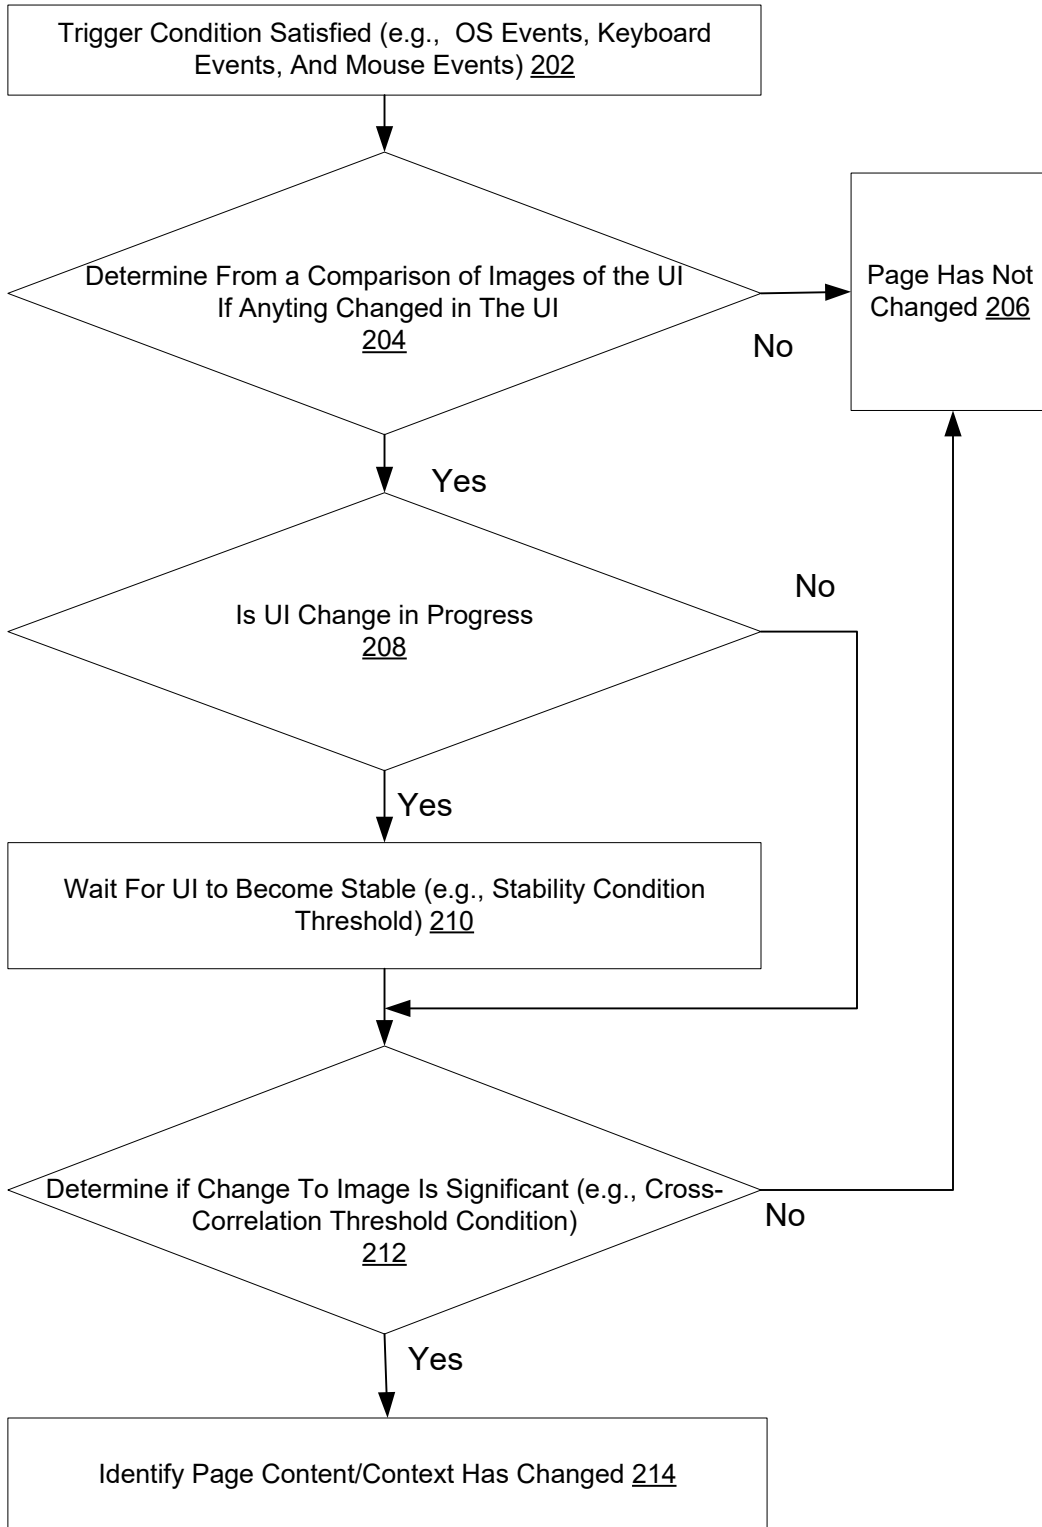 Trigger Condition Satisfied (e.g., OS Events, Keyboard
Events, And Mouse Events) 202
Determine From a Comparison of Images of the UI
If Anyting Changed in The UI
204
No
Page Has Not
Changed 206
Yes
Is UI Change in Progress
208
No
Yes
Wait For UI to Become Stable (e.g., Stability Condition
Threshold) 210
Determine if Change To Image Is Significant (e.g., Cross-
Correlation Threshold Condition)
212
No
Yes
Identify Page Content/Context Has Changed 214